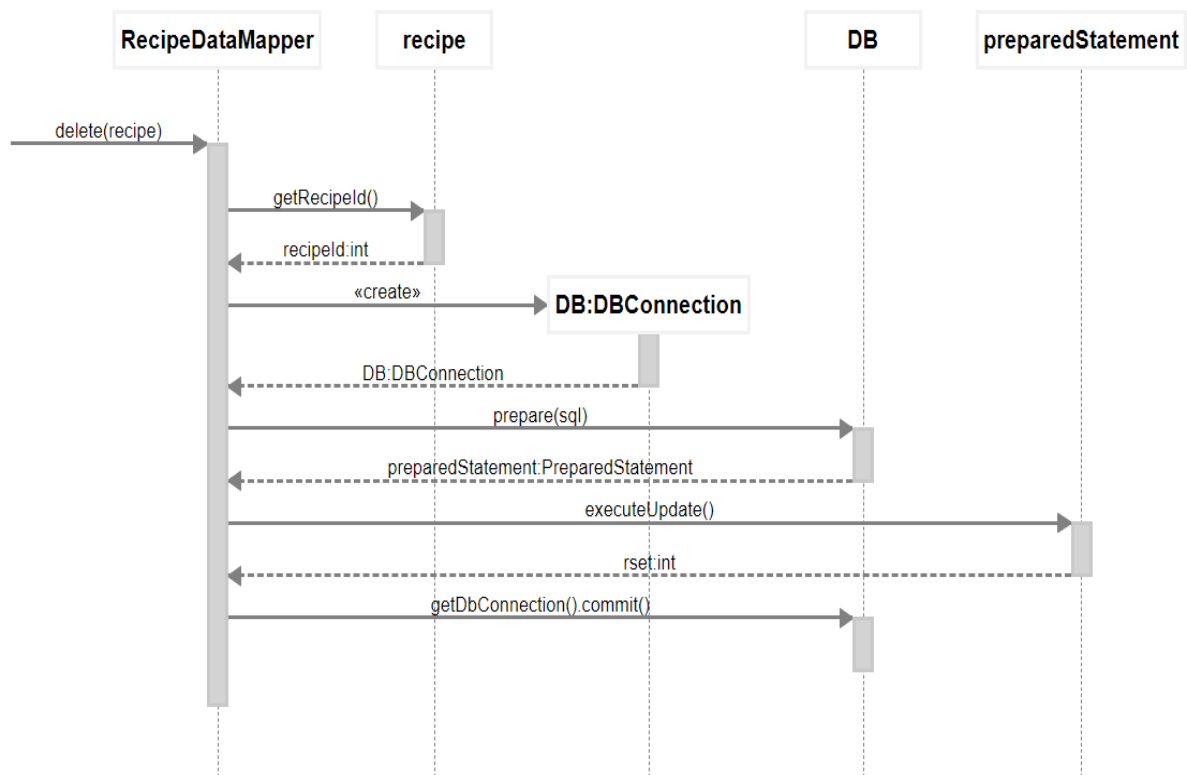 RecipeDataMapper
recipe
DB
preparedStatement
delete(recipe)
getRecipeId()
recipeId:int
«create»
DB:DBConnection
DB:DBConnection
prepare(sql)
preparedStatement:PreparedStatement
executeUpdate()
rset:int
getDbConnection().commit()